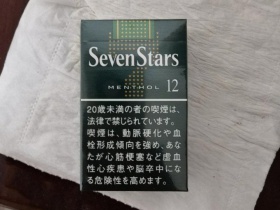 Seven Stars
MENTHOL 12
20歳未満の者の喫煙は、
法律で禁じられています。
喫煙は、動脈硬化や血
栓形成傾向を強め、あな
たが心筋梗塞など虚血
性心疾患や脳卒中にな
る危険性を高めます。